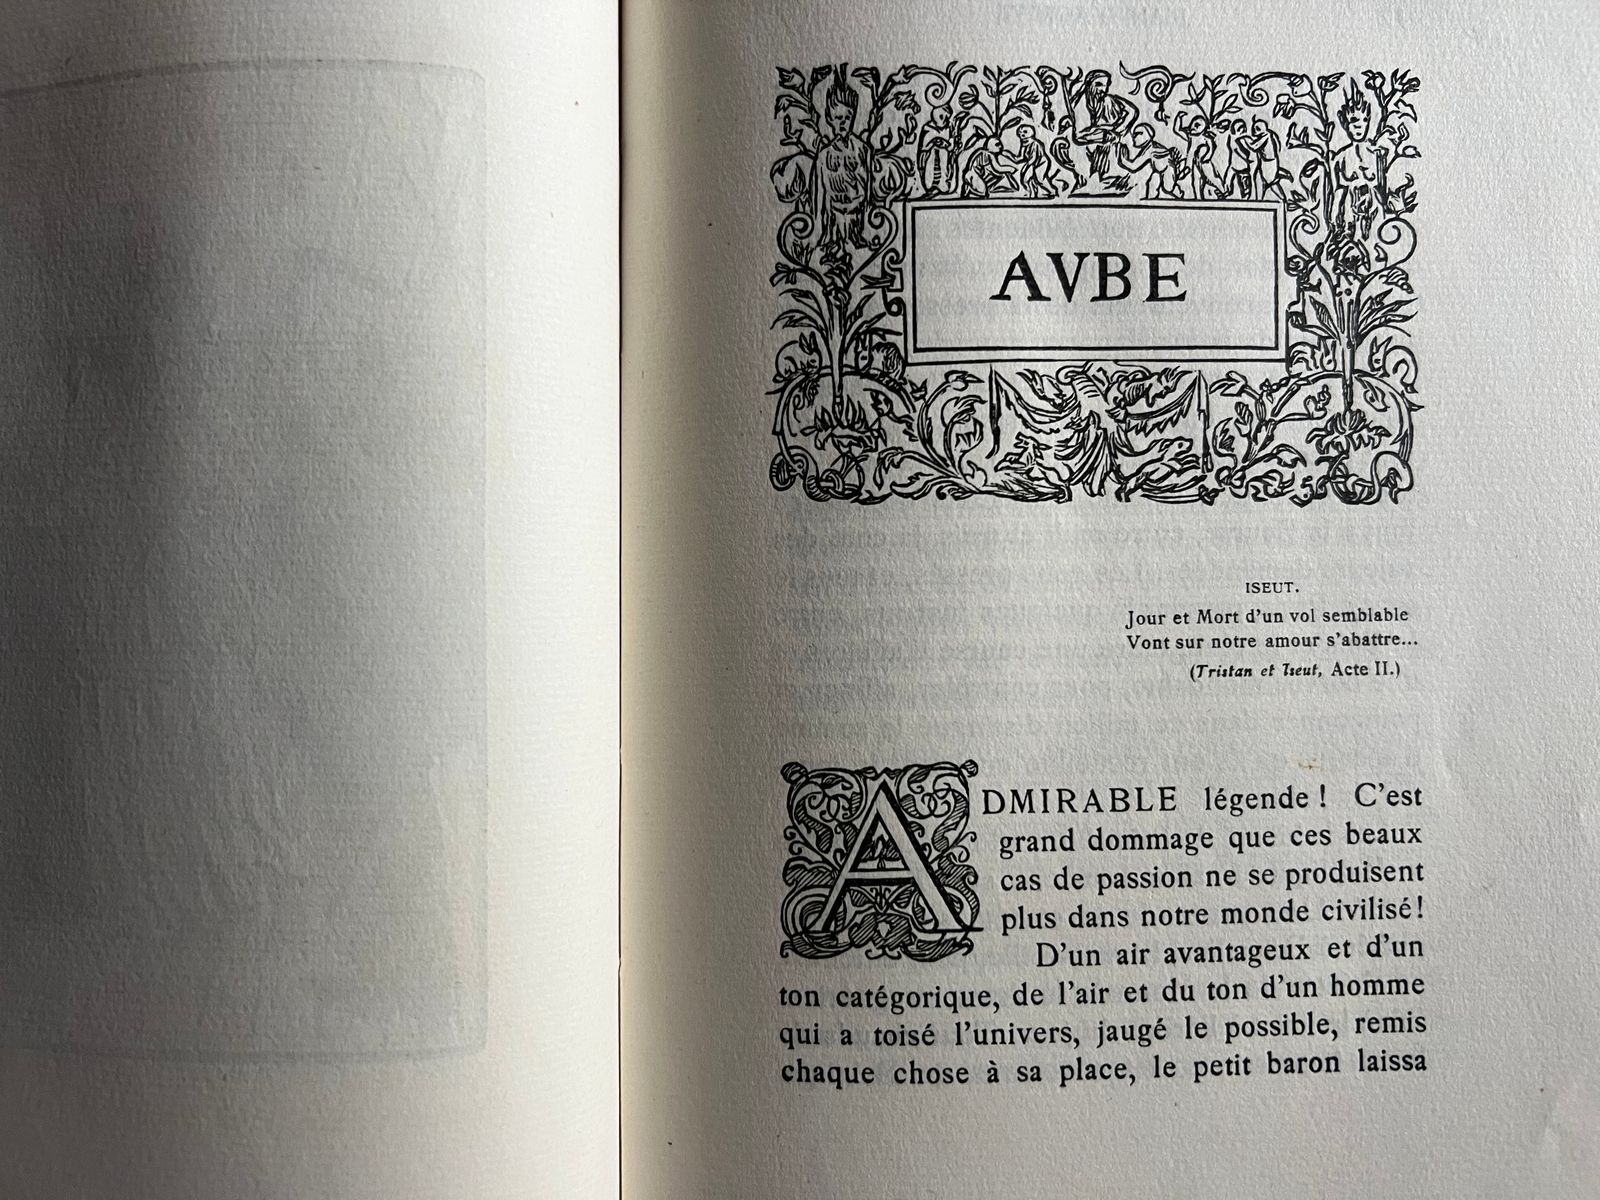 AVBE
ISEUT.
Jour et Mort d'un vol semblable
Vont sur notre amour s'abattre...
(Tristan et Iseut, Acte II.)
ADMIRABLE légende ! C'est
grand dommage que ces beaux
cas de passion ne se produisent
plus dans notre monde civilisé !
D'un air avantageux et d'un
ton catégorique, de l'air et du ton d'un homme
qui a toisé l'univers, jaugé le possible, remis
chaque chose à sa place, le petit baron laissa